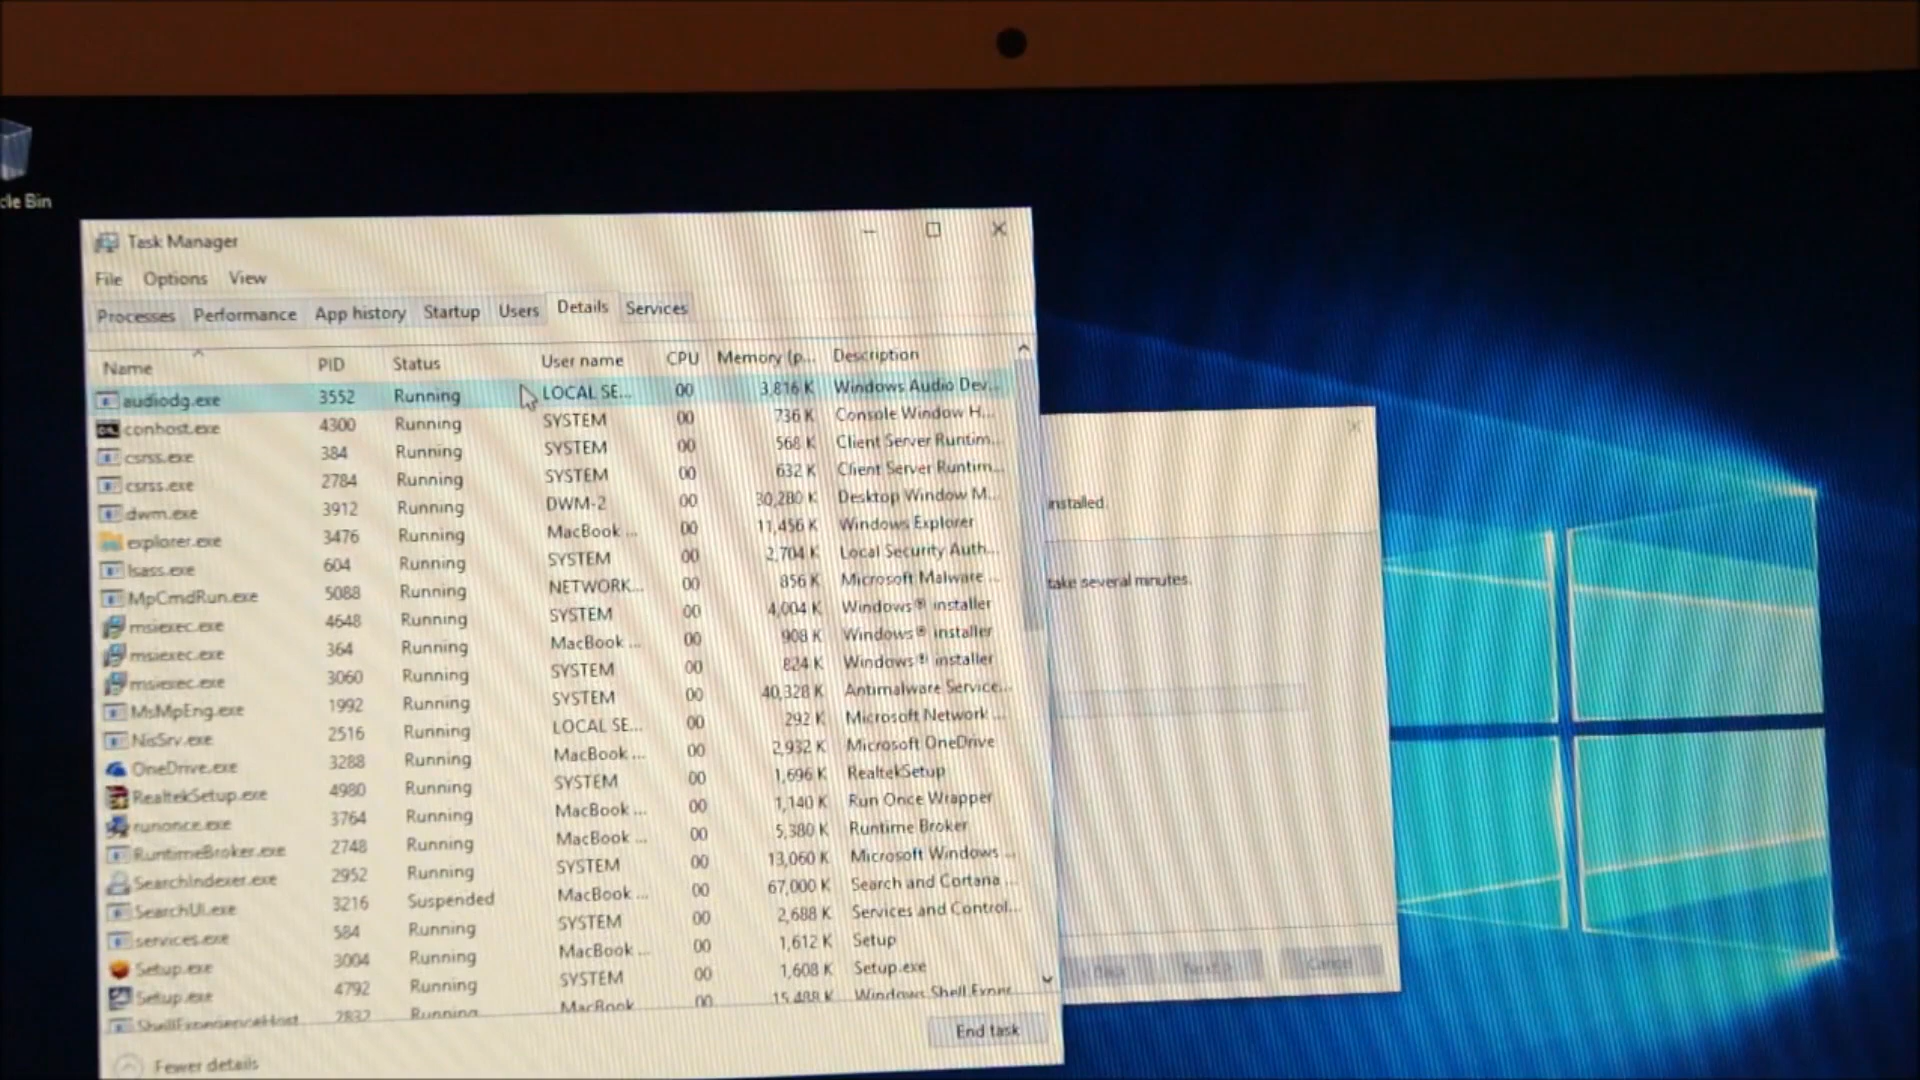 cle Bin
Task Manager
File Options View
Processes Performance App history Startup Users Details Services
Name PID Status User name CPU Memory (p... Description
audiodg.exe 3552 Running LOCAL SE... 00 3,816 K Windows Audio Dev...
conhost.exe 4300 Running SYSTEM 00 736 K Console Window H...
csrss.exe 384 Running SYSTEM 00 568 K Client Server Runtim...
csrss.exe 2784 Running SYSTEM 00 632 K Client Server Runtim...
dwm.exe 3912 Running DWM-2 00 30,280 K Desktop Window M...
explorer.exe 3476 Running MacBook ... 00 11,456 K Windows Explorer
lsass.exe 604 Running SYSTEM 00 2,704 K Local Security Auth...
MpCmdRun.exe 5088 Running NETWORK... 00 856 K Microsoft Malware ...
msiexec.exe 4648 Running SYSTEM 00 4,004 K Windows® installer
msiexec.exe 364 Running MacBook ... 00 908 K Windows® installer
msiexec.exe 3060 Running SYSTEM 00 824 K Windows® installer
MsMpEng.exe 1992 Running SYSTEM 00 40,328 K Antimalware Service...
NisSrv.exe 2516 Running LOCAL SE... 00 292 K Microsoft Network ...
OneDrive.exe 3288 Running MacBook ... 00 2,932 K Microsoft OneDrive
RealtekSetup.exe 4980 Running SYSTEM 00 1,696 K RealtekSetup
runonce.exe 3764 Running MacBook ... 00 1,140 K Run Once Wrapper
RuntimeBroker.exe 2748 Running MacBook ... 00 5,380 K Runtime Broker
SearchIndexer.exe 2952 Running SYSTEM 00 13,060 K Microsoft Windows ...
SearchUI.exe 3216 Suspended MacBook ... 00 67,000 K Search and Cortana ...
services.exe 584 Running SYSTEM 00 2,688 K Services and Control...
Setup.exe 3004 Running MacBook ... 00 1,612 K Setup
Setup.exe 4792 Running SYSTEM 00 1,608 K Setup.exe
ShellExperienceHost 2832 Running MacBook 00 15,488 K Windows Shell Exper...
End task
Fewer details
installed.
take several minutes.
< Back Next > Cancel